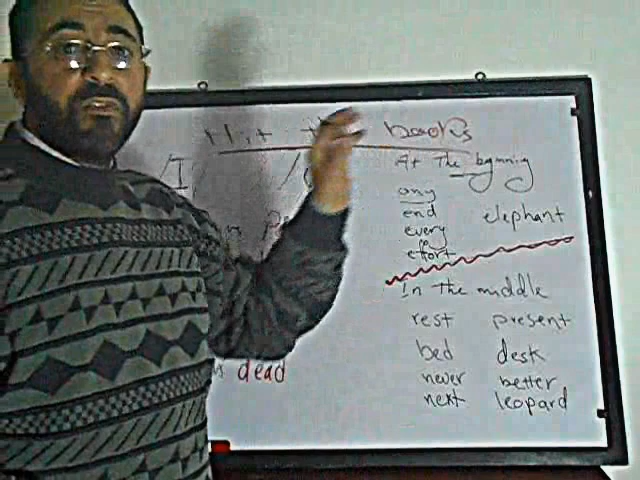 Hit books
At the beginning
any
end elephant
every
effort
In the middle
rest present
bed desk
never better
next leopard
dead